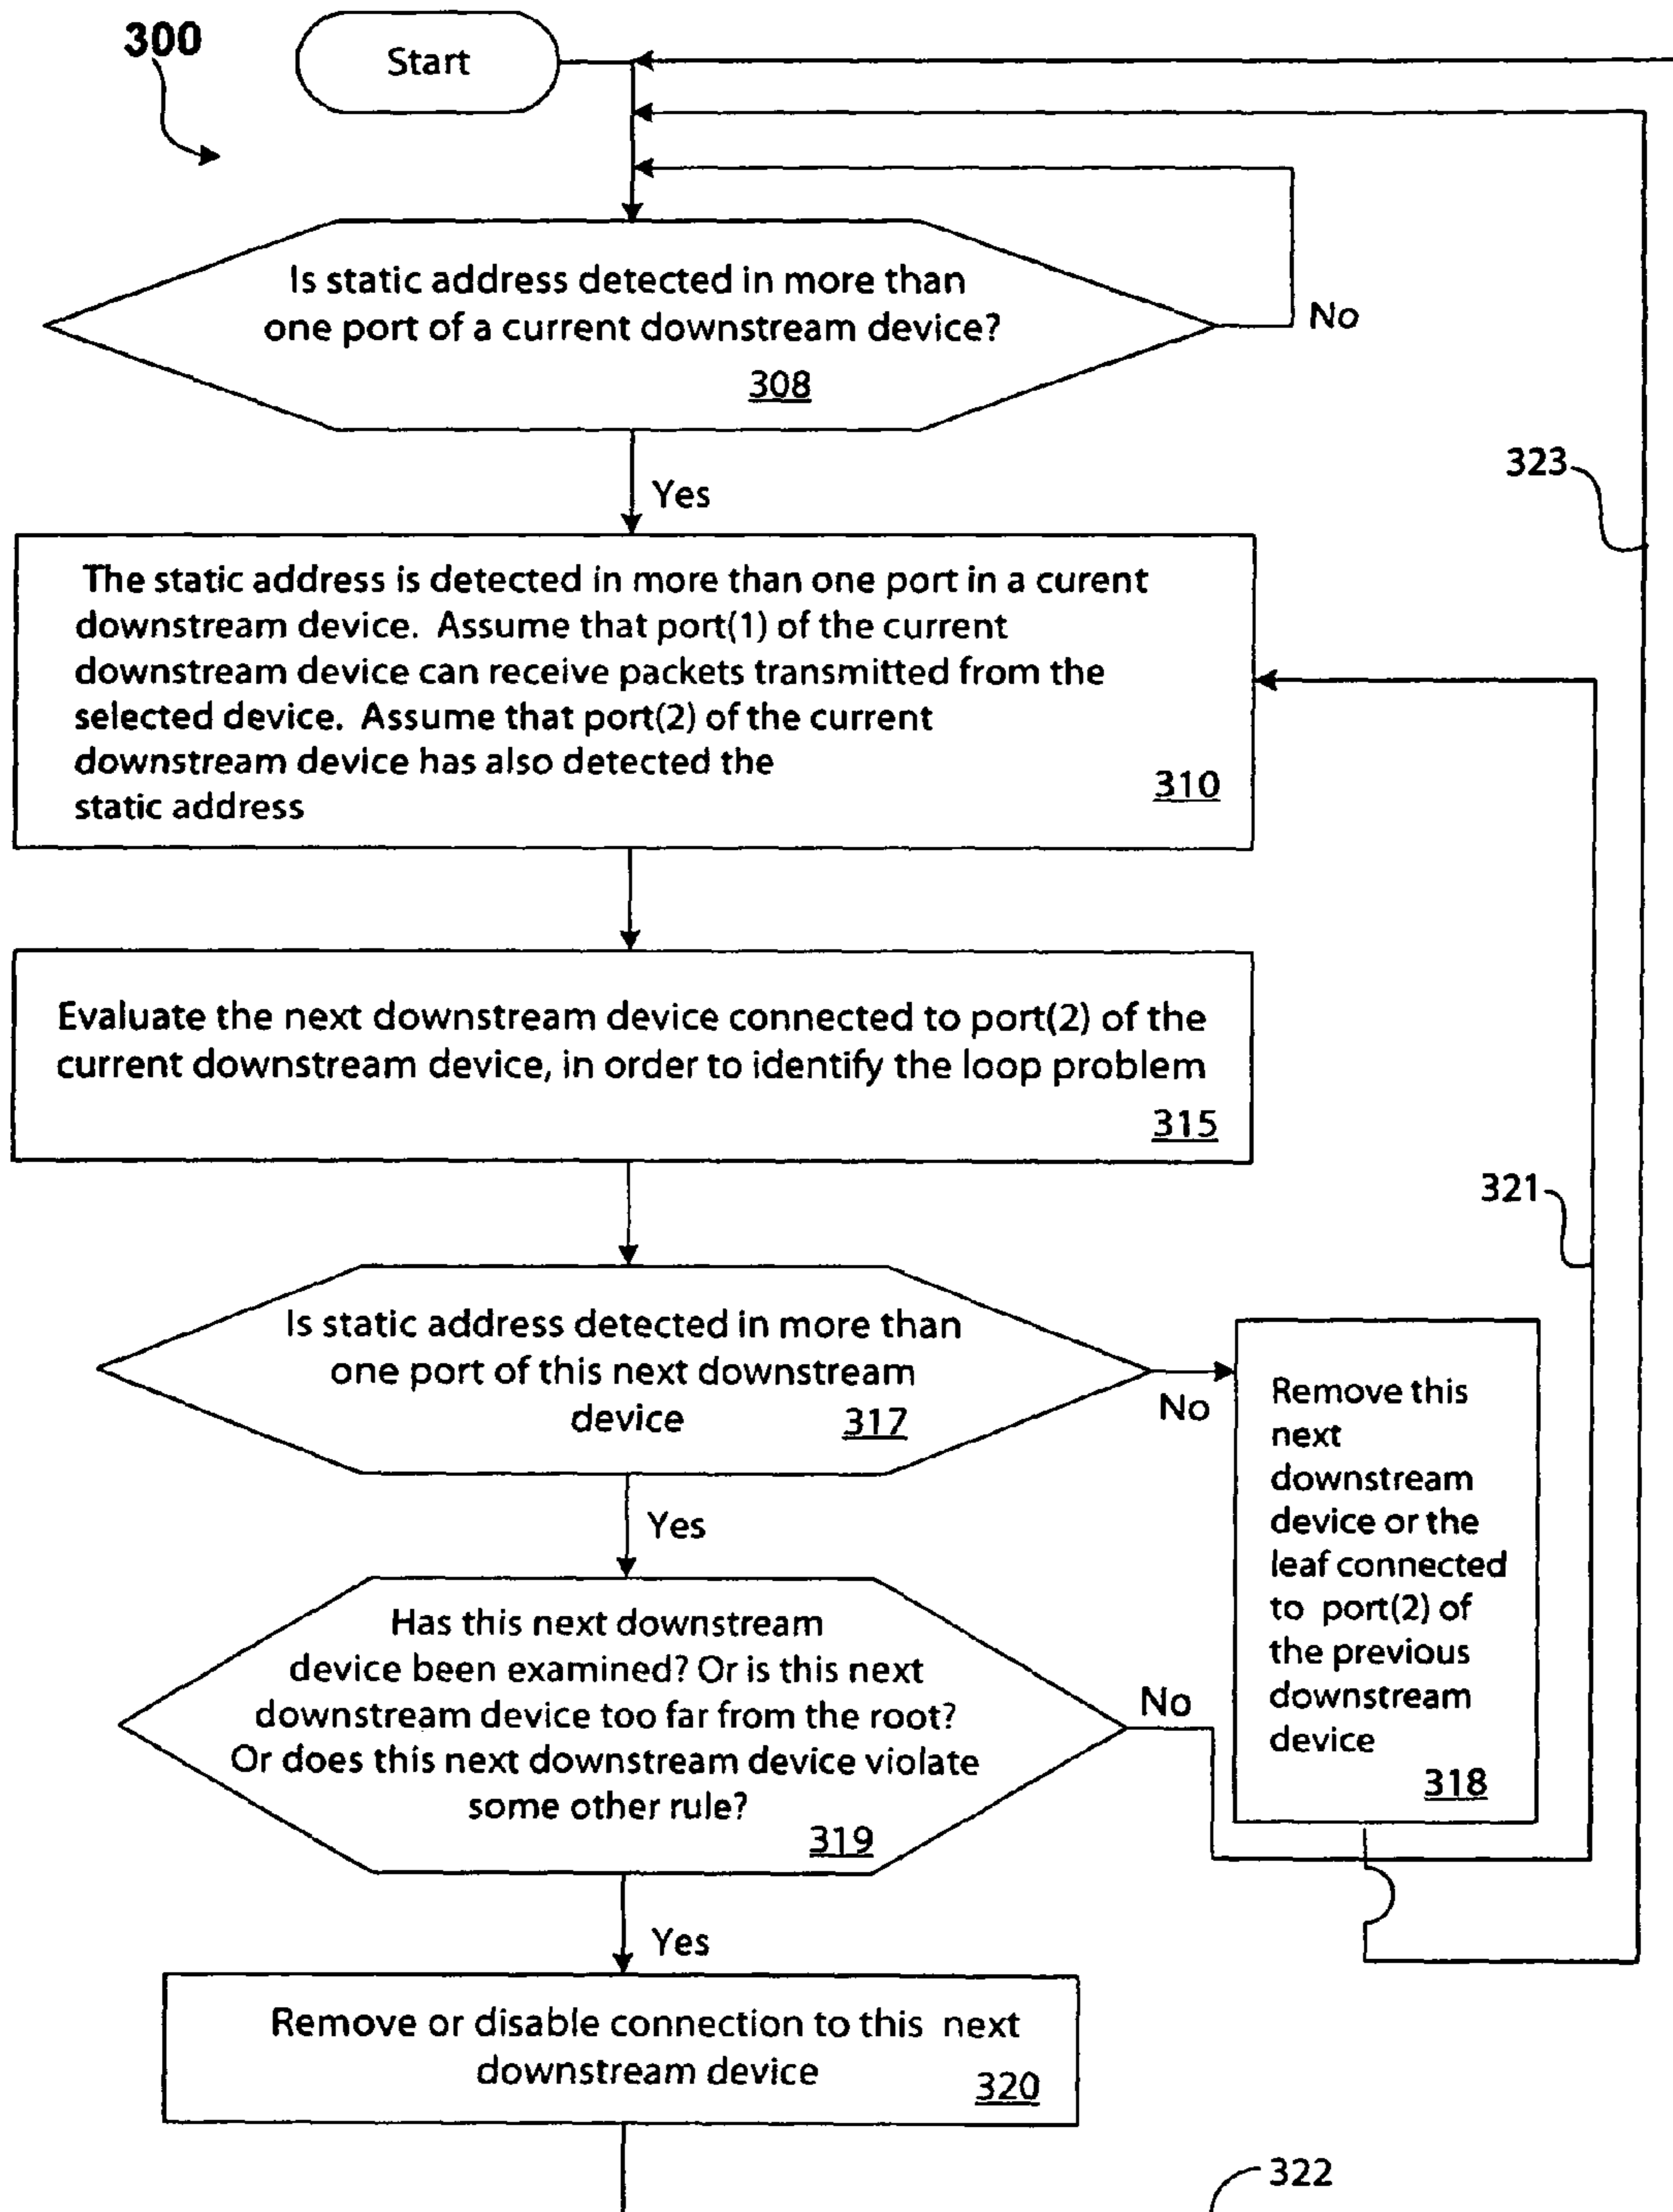 300
Start
Is static address detected in more than
one port of a current downstream device?
308
No
Yes
323
The static address is detected in more than one port in a curent
downstream device. Assume that port(1) of the current
downstream device can receive packets transmitted from the
selected device. Assume that port(2) of the current
downstream device has also detected the
static address
310
Evaluate the next downstream device connected to port(2) of the
current downstream device, in order to identify the loop problem
315
321
Is static address detected in more than
one port of this next downstream
device
317
No
Yes
Remove this
next
downstream
device or the
leaf connected
to port(2) of
the previous
downstream
device
318
Has this next downstream
device been examined? Or is this next
downstream device too far from the root?
Or does this next downstream device violate
some other rule?
319
No
Yes
Remove or disable connection to this next
downstream device
320
322